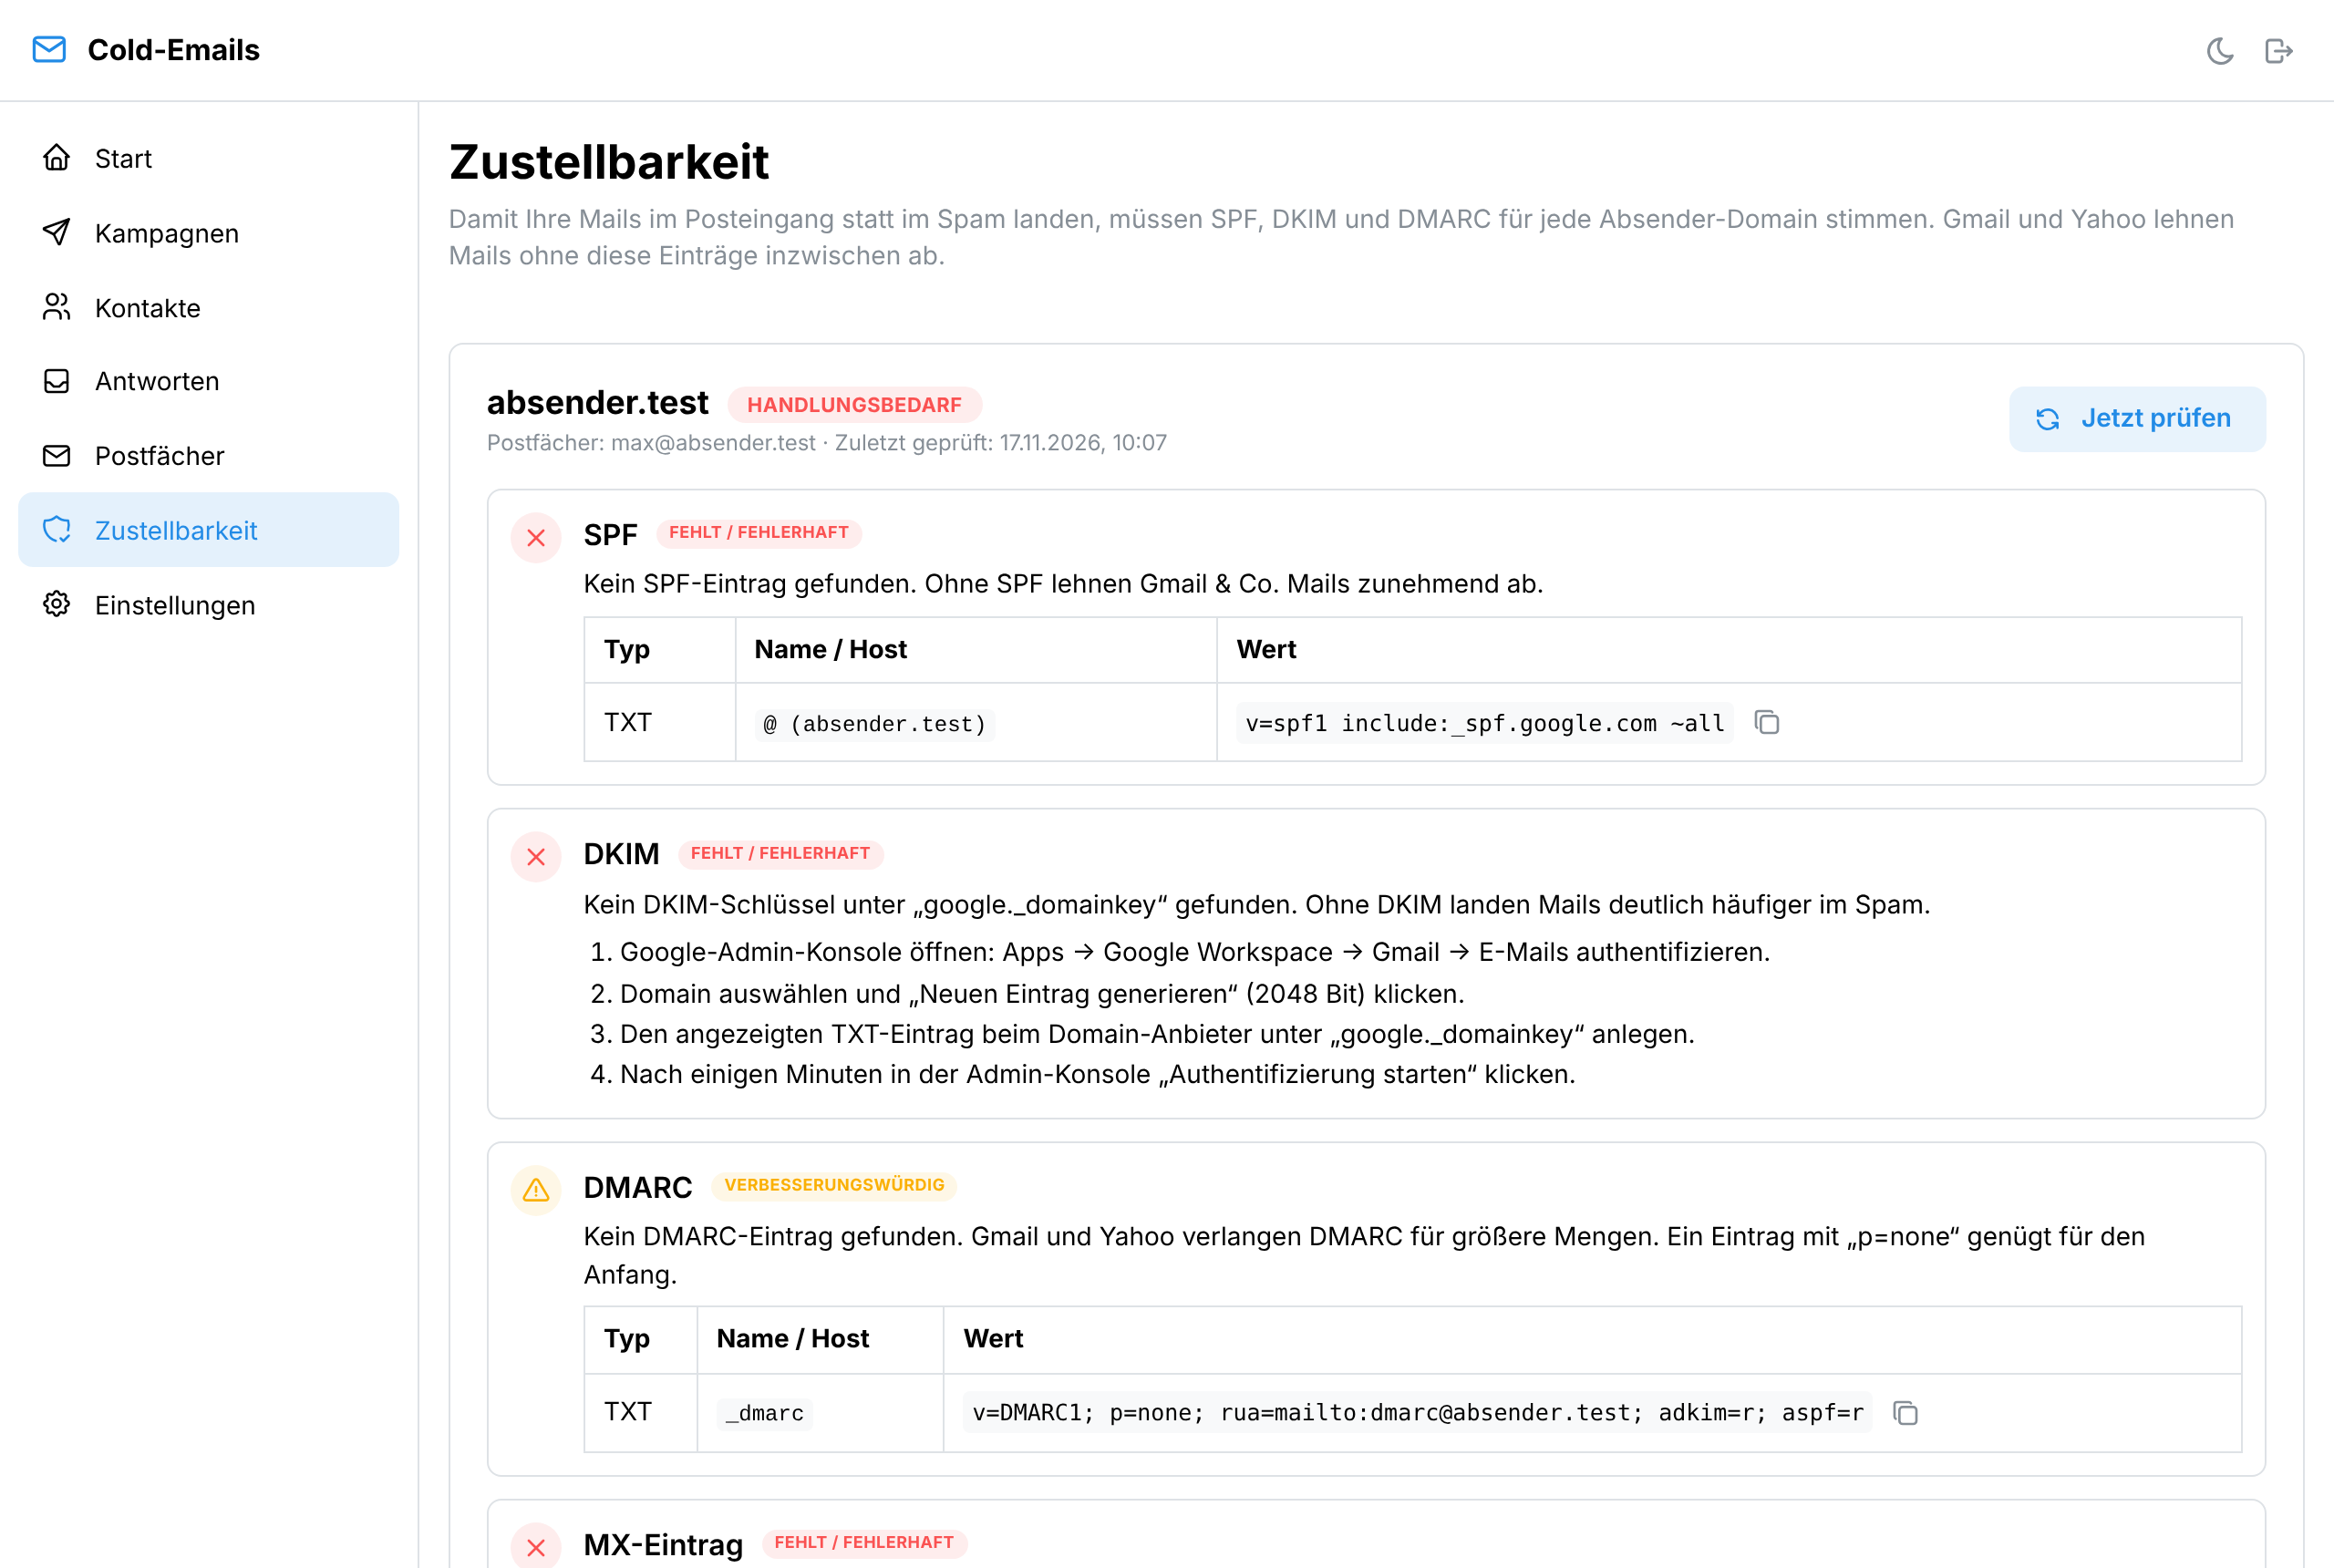 Cold-Emails
Start
Kampagnen
Kontakte
Antworten
Postfächer
Zustellbarkeit
Einstellungen
Zustellbarkeit
Damit Ihre Mails im Posteingang statt im Spam landen, müssen SPF, DKIM und DMARC für jede Absender-Domain stimmen. Gmail und Yahoo lehnen
Mails ohne diese Einträge inzwischen ab.
absender.test HANDLUNGSBEDARF
Postfächer: max@absender.test · Zuletzt geprüft: 17.11.2026, 10:07
Jetzt prüfen
SPF FEHLT / FEHLERHAFT
Kein SPF-Eintrag gefunden. Ohne SPF lehnen Gmail & Co. Mails zunehmend ab.
Typ Name / Host Wert
TXT @ (absender.test) v=spf1 include:_spf.google.com ~all
DKIM FEHLT / FEHLERHAFT
Kein DKIM-Schlüssel unter „google._domainkey“ gefunden. Ohne DKIM landen Mails deutlich häufiger im Spam.
1. Google-Admin-Konsole öffnen: Apps → Google Workspace → Gmail → E-Mails authentifizieren.
2. Domain auswählen und „Neuen Eintrag generieren“ (2048 Bit) klicken.
3. Den angezeigten TXT-Eintrag beim Domain-Anbieter unter „google._domainkey“ anlegen.
4. Nach einigen Minuten in der Admin-Konsole „Authentifizierung starten“ klicken.
DMARC VERBESSERUNGSWÜRDIG
Kein DMARC-Eintrag gefunden. Gmail und Yahoo verlangen DMARC für größere Mengen. Ein Eintrag mit „p=none“ genügt für den
Anfang.
Typ Name / Host Wert
TXT _dmarc v=DMARC1; p=none; rua=mailto:dmarc@absender.test; adkim=r; aspf=r
MX-Eintrag FEHLT / FEHLERHAFT